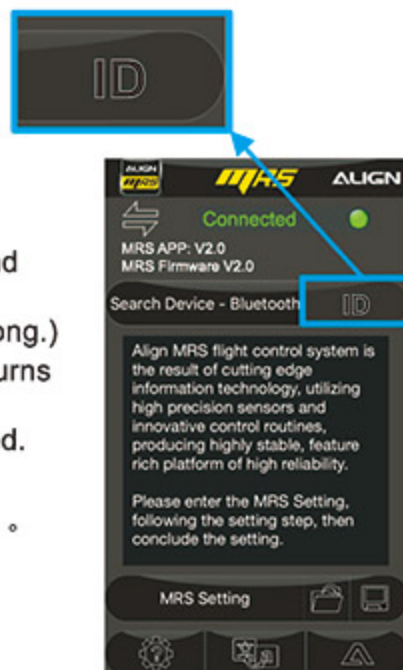 ID
ALIGN
MRS
MRS
ALIGN
Connected
MRS APP: V2.0
MRS Firmware V2.0
Search Device - Bluetooth
ID
Align MRS flight control system is
the result of cutting edge
information technology, utilizing
high precision sensors and
innovative control routines,
producing highly stable, feature
rich platform of high reliability.
Please enter the MRS Setting,
following the setting step, then
conclude the setting.
MRS Setting